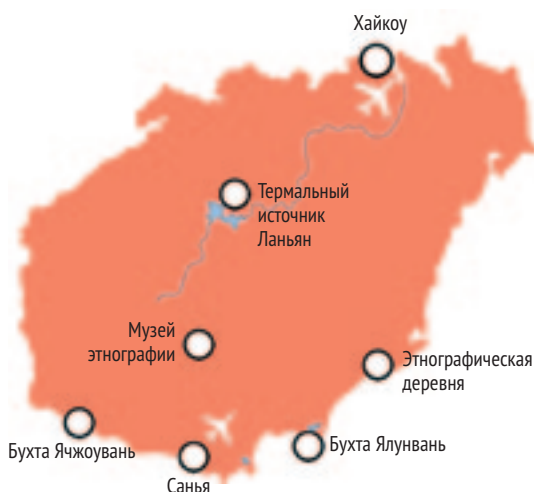 Хайкоу
Термальный
источник
Ланьян
Музей
этнографии
Этнографическая
деревня
Бухта Ячжоувань
Бухта Ялунвань
Санья